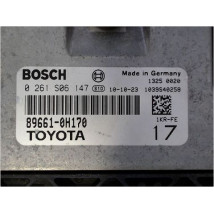 BOSCH
Made in Germany
1325 0020
0 261 S06 147 010 10-10-23 1039S40258
89661-0H170
1KR-FE
TOYOTA
17